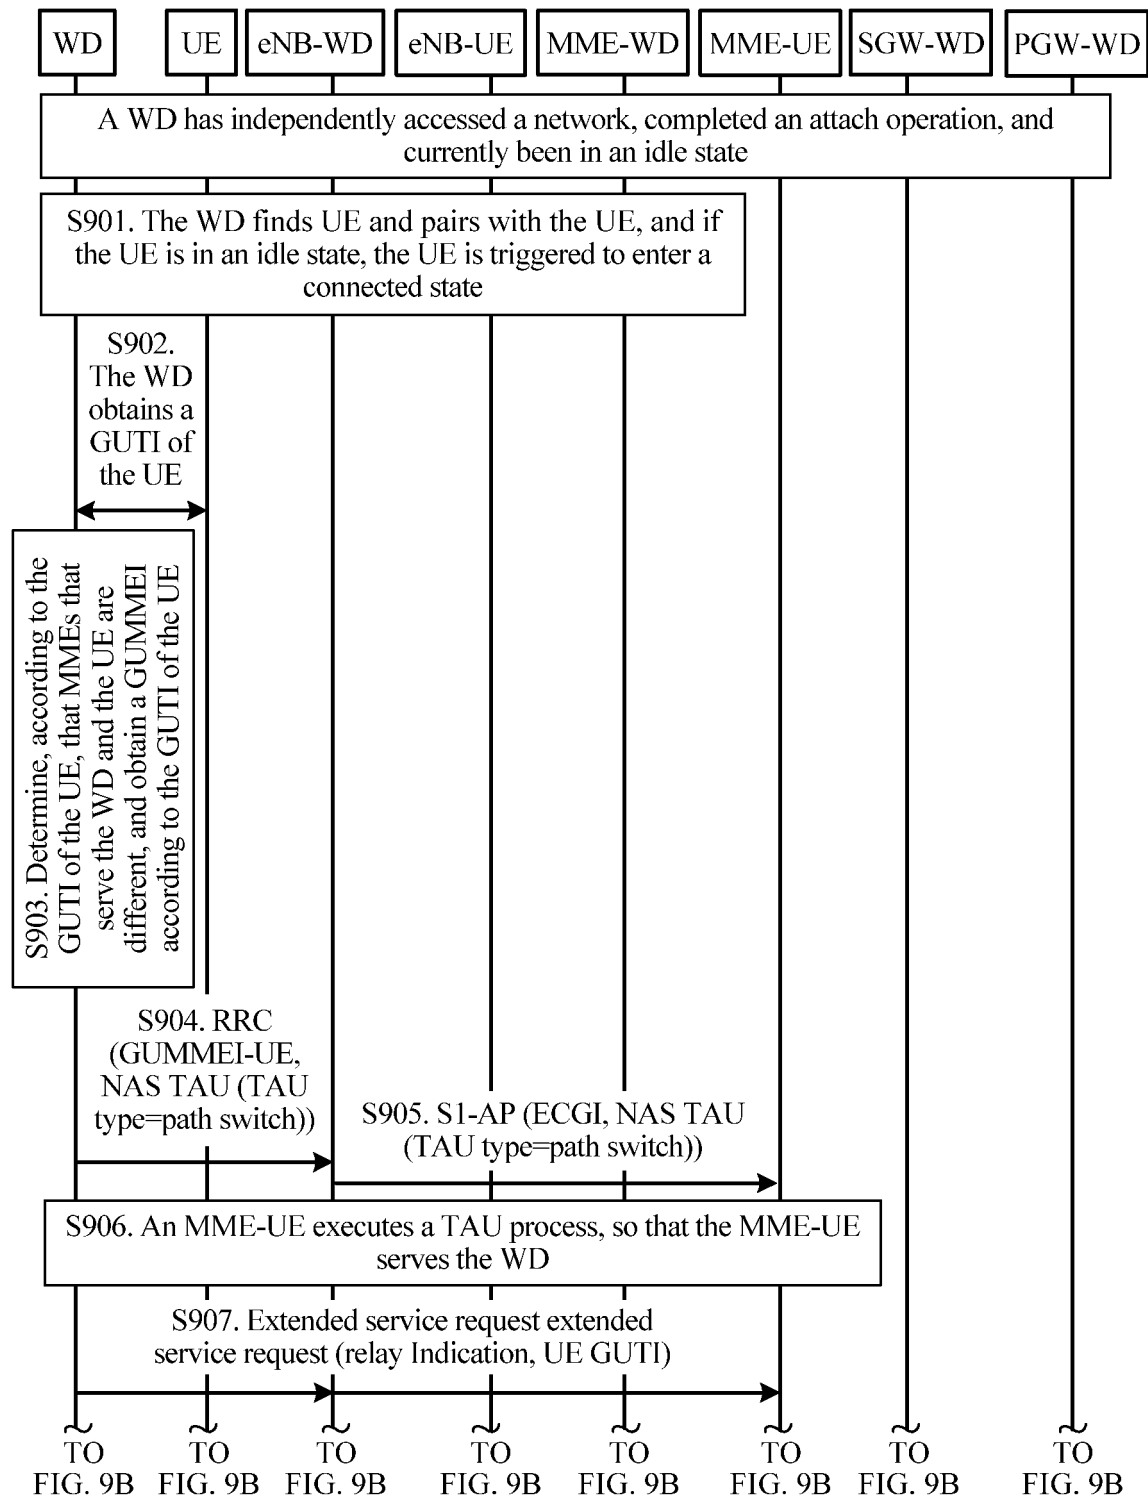 WD UE eNB-WD eNB-UE MME-WD MME-UE SGW-WD PGW-WD
A WD has independently accessed a network, completed an attach operation, and
currently been in an idle state
S901. The WD finds UE and pairs with the UE, and if
the UE is in an idle state, the UE is triggered to enter a
connected state
S902.
The WD
obtains a
GUTI of
the UE
S903. Determine, according to the
GUTI of the UE, that MMEs that
serve the WD and the UE are
different, and obtain a GUMMEI
according to the GUTI of the UE
S904. RRC
(GUMMEI-UE,
NAS TAU (TAU
type=path switch))
S905. S1-AP (ECGI, NAS TAU
(TAU type=path switch))
S906. An MME-UE executes a TAU process, so that the MME-UE
serves the WD
S907. Extended service request extended
service request (relay Indication, UE GUTI)
TO TO TO TO TO TO TO TO
FIG. 9B FIG. 9B FIG. 9B FIG. 9B FIG. 9B FIG. 9B FIG. 9B FIG. 9B